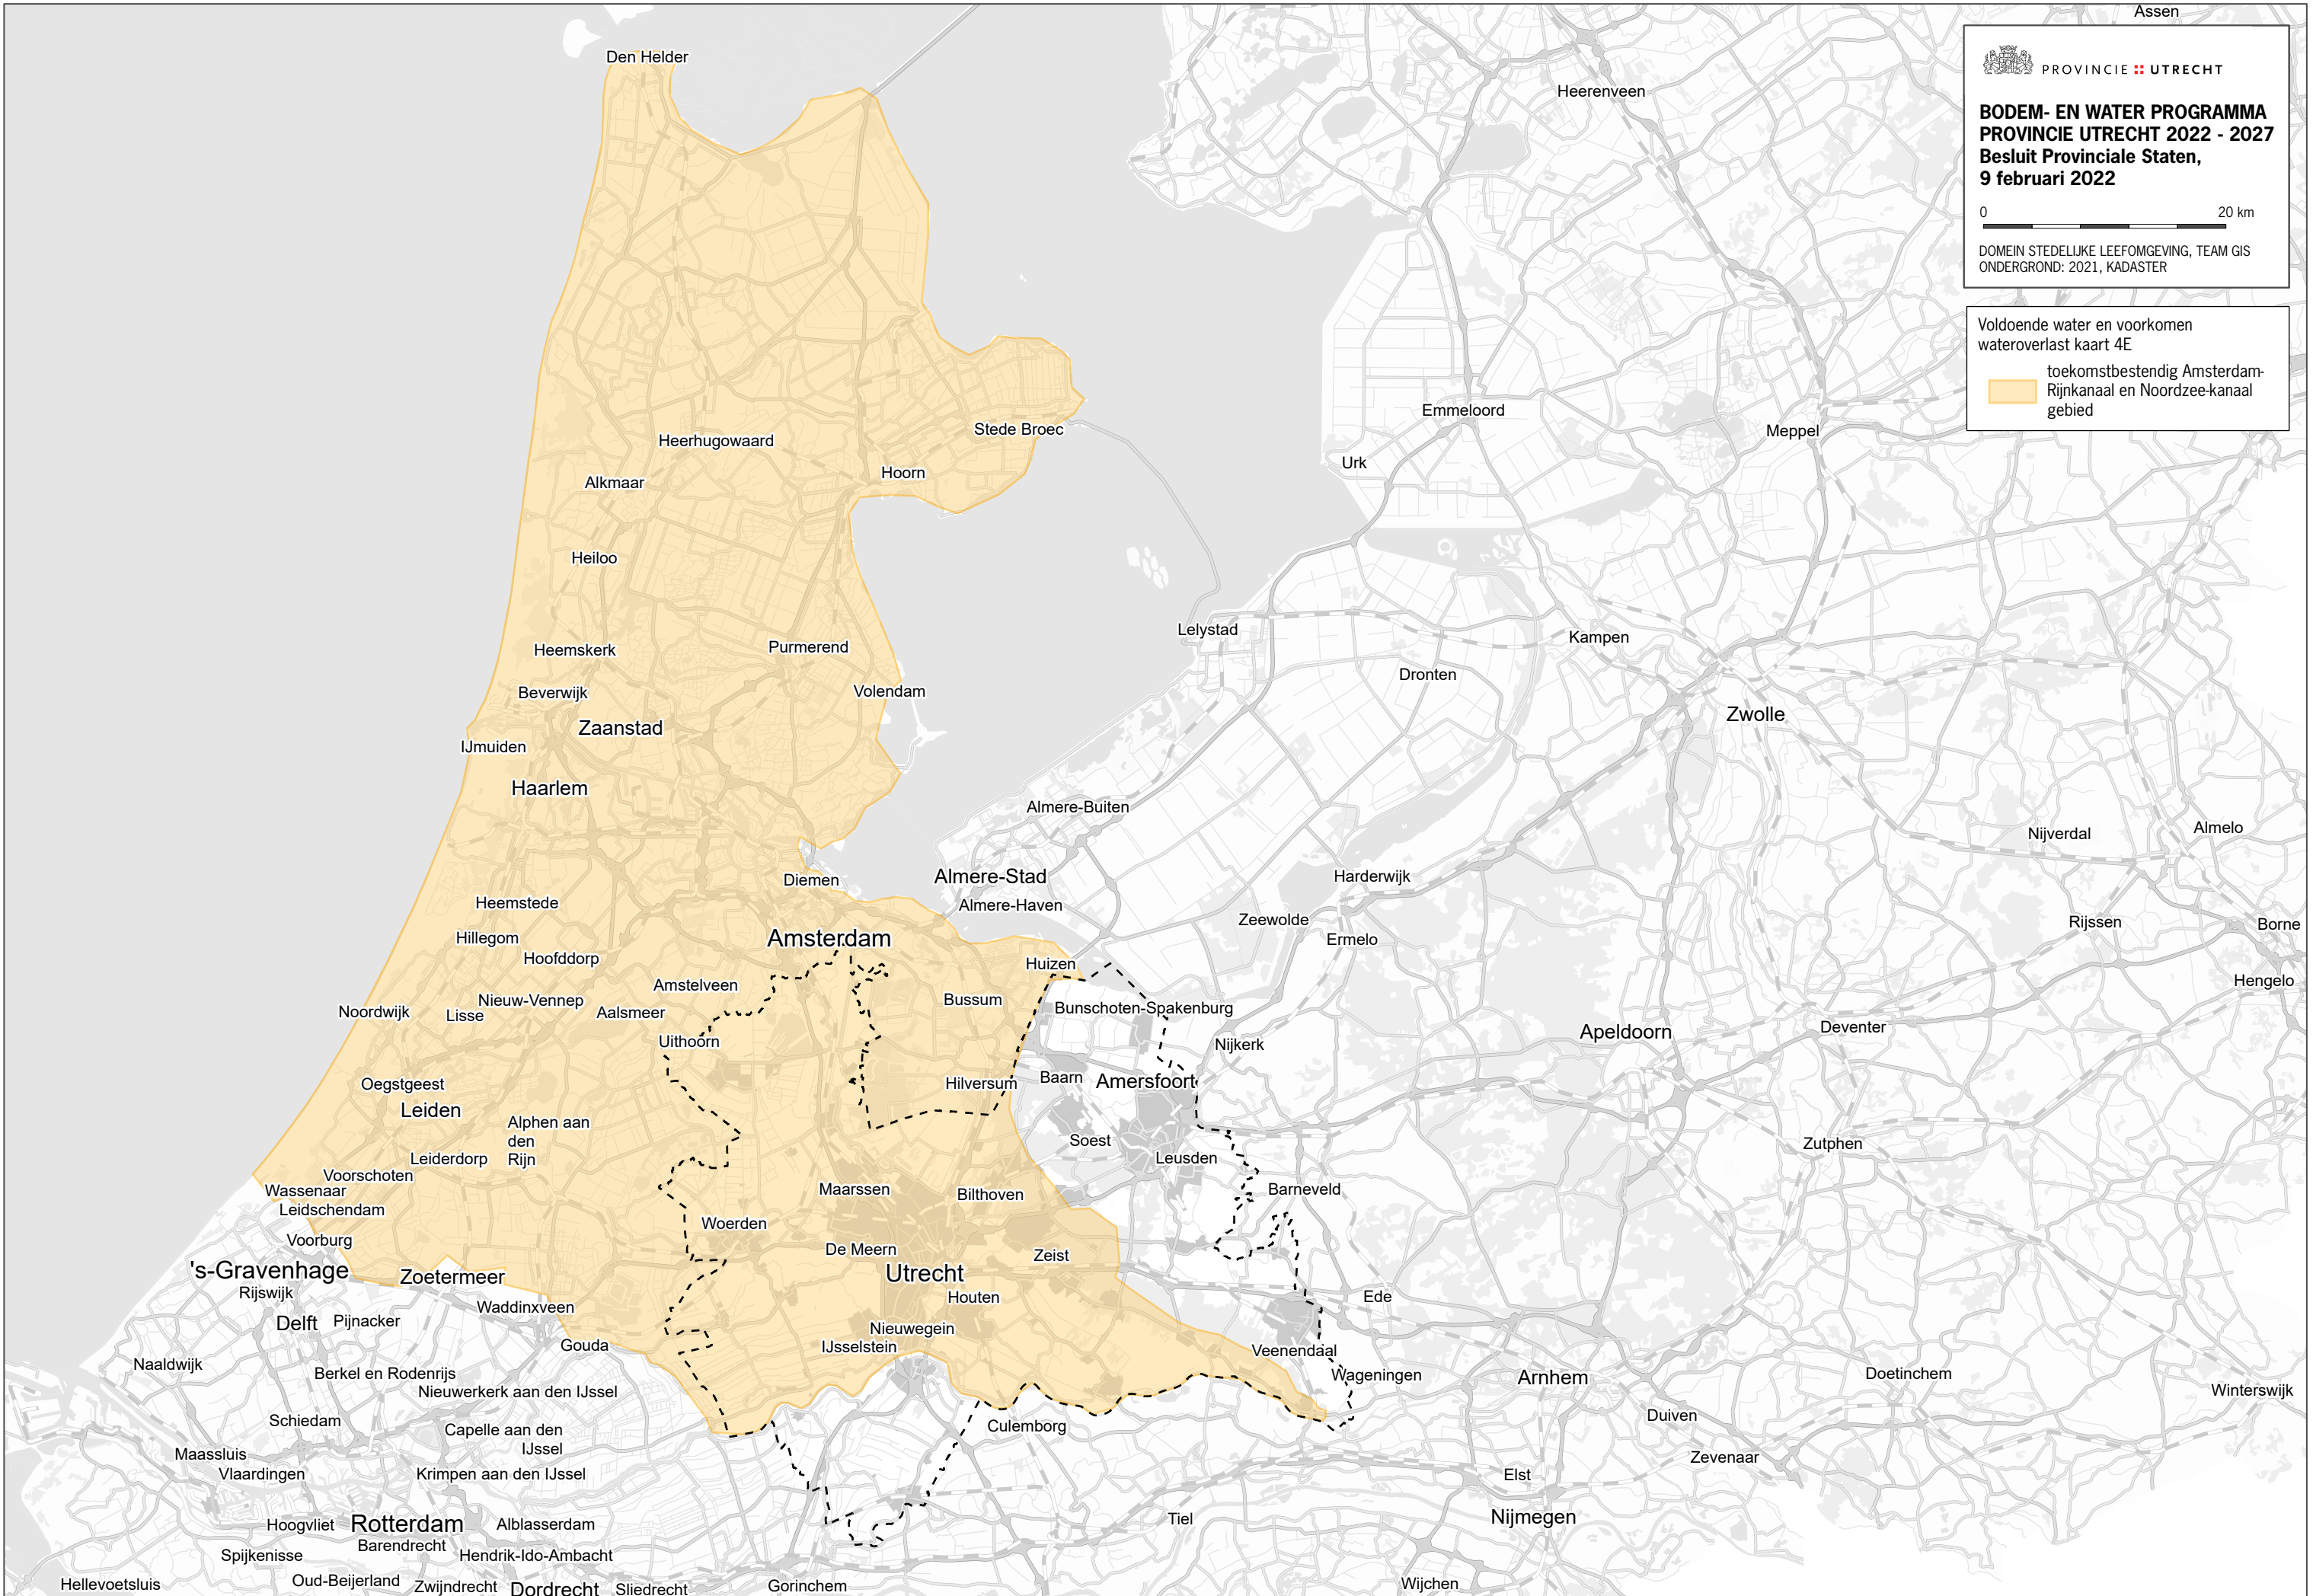 Assen
Den Helder
PROVINCIE UTRECHT
Heerenveen
BODEM- EN WATER PROGRAMMA
PROVINCIE UTRECHT 2022 - 2027
Besluit Provinciale Staten,
9 februari 2022
0 20 km
DOMEIN STEDELIJKE LEEFOMGEVING, TEAM GIS
ONDERGROND: 2021, KADASTER
Voldoende water en voorkomen
wateroverlast kaart 4E
toekomstbestendig Amsterdam-
Rijnkanaal en Noordzee-kanaal
gebied
Emmeloord
Stede Broec
Meppel
Heerhugowaard
Urk
Hoorn
Alkmaar
Heiloo
Lelystad
Kampen
Purmerend
Heemskerk
Dronten
Volendam
Beverwijk
Zwolle
Zaanstad
IJmuiden
Haarlem
Almere-Buiten
Almelo
Nijverdal
Almere-Stad
Harderwijk
Diemen
Heemstede
Almere-Haven
Zeewolde
Rijssen
Borne
Hillegom
Amsterdam
Ermelo
Hoofddorp
Huizen
Hengelo
Amstelveen
Bussum
Nieuw-Vennep
Bunschoten-Spakenburg
Noordwijk
Lisse
Aalsmeer
Deventer
Apeldoorn
Uithoorn
Nijkerk
Baarn
Amersfoort
Oegstgeest
Hilversum
Leiden
Alphen aan
den
Rijn
Soest
Zutphen
Leiderdorp
Leusden
Voorschoten
Wassenaar
Maarssen
Bilthoven
Barneveld
Leidschendam
Woerden
Voorburg
De Meern
Zeist
's-Gravenhage
Zoetermeer
Utrecht
Rijswijk
Houten
Ede
Waddinxveen
Delft
Pijnacker
Nieuwegein
Gouda
IJsselstein
Veenendaal
Naaldwijk
Berkel en Rodenrijs
Wageningen
Arnhem
Doetinchem
Nieuwerkerk aan den IJssel
Winterswijk
Schiedam
Duiven
Capelle aan den
IJssel
Culemborg
Maassluis
Zevenaar
Vlaardingen
Krimpen aan den IJssel
Elst
Hoogvliet
Rotterdam
Alblasserdam
Tiel
Nijmegen
Barendrecht
Spijkenisse
Hendrik-Ido-Ambacht
Hellevoetsluis
Oud-Beijerland
Zwijndrecht
Dordrecht
Sliedrecht
Gorinchem
Wijchen